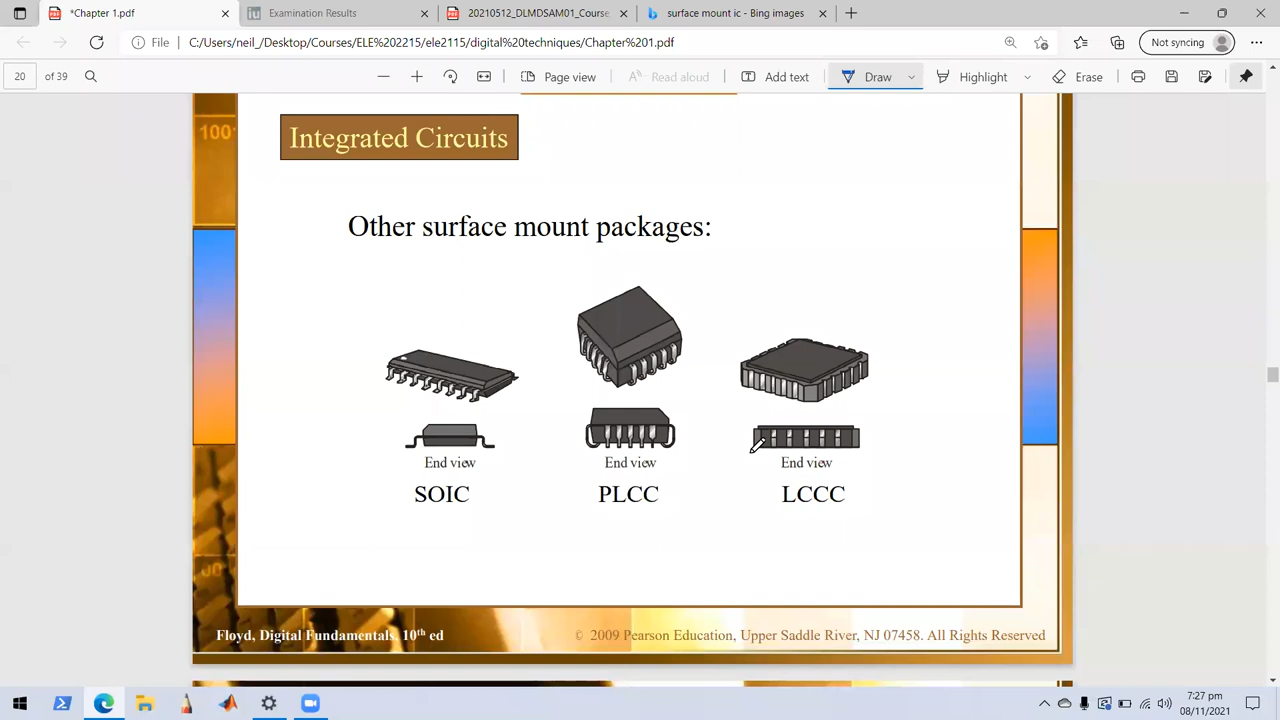 *Chapter 1.pdf
Examination Results
20210512_DLMDSAM01_Course
surface mount ic - Bing images
File
C:/Users/neil_/Desktop/Courses/ELE%202215/ele2115/digital%20techniques/Chapter%201.pdf
Not syncing
20 of 39
Page view
Read aloud
Add text
Draw
Highlight
Erase
100
Integrated Circuits
Other surface mount packages:
End view
End view
End view
SOIC
PLCC
LCCC
Floyd, Digital Fundamentals, 10th ed
© 2009 Pearson Education, Upper Saddle River, NJ 07458. All Rights Reserved
7:27 pm
08/11/2021